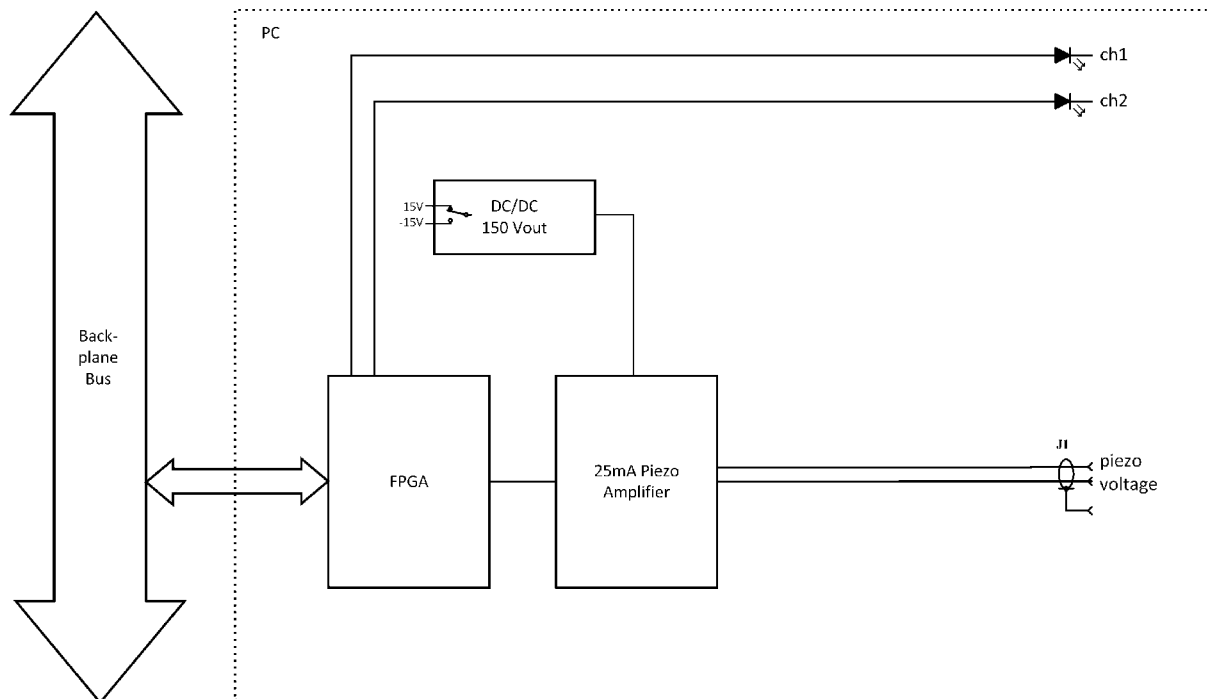 PC
ch1
ch2
15V
-15V
DC/DC
150 Vout
Back-
plane
Bus
FPGA
25mA Piezo
Amplifier
J1
piezo
voltage